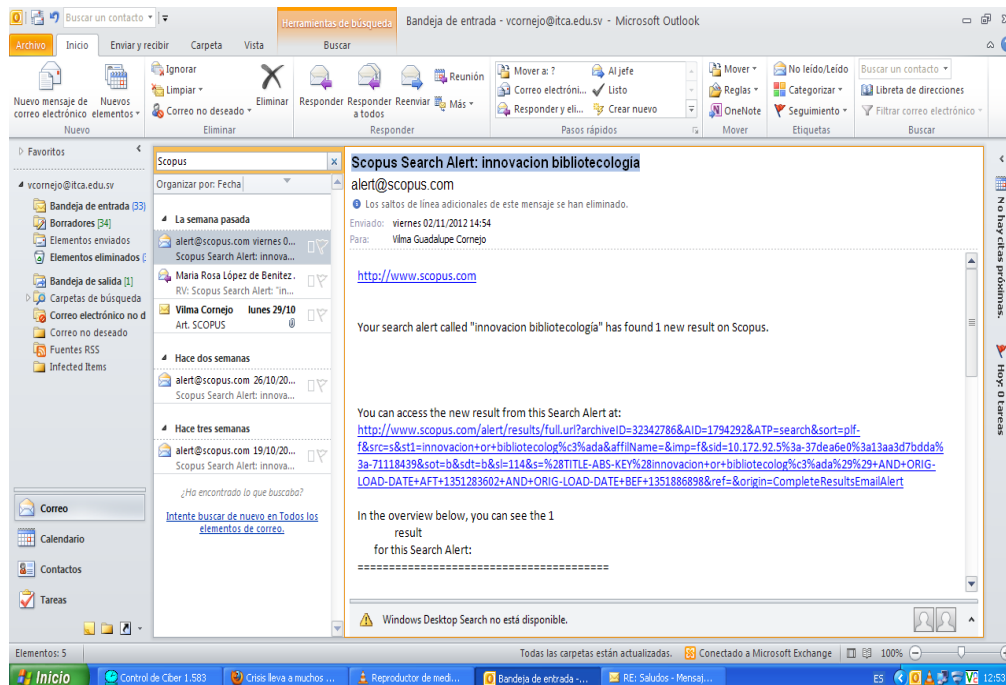 Buscar un contacto
Herramientas de búsqueda
Bandeja de entrada - vcornejo@itca.edu.sv - Microsoft Outlook
Archivo Inicio Enviar y recibir Carpeta Vista Buscar
Nuevo mensaje de correo electrónico
Nuevos elementos
Nuevo
Ignorar
Limpiar
Correo no deseado
Eliminar
Eliminar
Responder
Responder a todos
Reenviar
Reunión
Más
Responder
Mover a: ?
Correo electróni...
Responder y eli...
Al jefe
Listo
Crear nuevo
Pasos rápidos
Mover
Reglas
OneNote
Mover
No leído/Leído
Categorizar
Seguimiento
Etiquetas
Buscar un contacto
Libreta de direcciones
Filtrar correo electrónico
Buscar
Favoritos
vcornejo@itca.edu.sv
Bandeja de entrada (33)
Borradores [34]
Elementos enviados
Elementos eliminados (
Bandeja de salida [1]
Carpetas de búsqueda
Correo electrónico no d
Correo no deseado
Fuentes RSS
Infected Items
Correo
Calendario
Contactos
Tareas
Scopus
Organizar por: Fecha
La semana pasada
alert@scopus.com viernes 0...
Scopus Search Alert: innova...
Maria Rosa López de Benitez.
RV: Scopus Search Alert: "in...
Vilma Cornejo lunes 29/10
Art. SCOPUS
Hace dos semanas
alert@scopus.com 26/10/20...
Scopus Search Alert: innova...
Hace tres semanas
alert@scopus.com 19/10/20...
Scopus Search Alert: innova...
¿Ha encontrado lo que buscaba?
Intente buscar de nuevo en Todos los
elementos de correo.
Scopus Search Alert: innovacion bibliotecología
alert@scopus.com
Los saltos de línea adicionales de este mensaje se han eliminado.
Enviado: viernes 02/11/2012 14:54
Para: Vilma Guadalupe Cornejo
http://www.scopus.com
Your search alert called "innovacion bibliotecología" has found 1 new result on Scopus.
You can access the new result from this Search Alert at:
http://www.scopus.com/alert/results/full.url?archiveID=32342786&AID=1794292&ATP=search&sort=plf-
f&src=s&st1=innovacion+or+bibliotecolog%c3%ada&affilName=&imp=f&sid=10.172.92.5%3a-37dea6e0%3a13aa3d7bdda%
3a-71118439&sot=b&sdt=b&sl=114&s=%28TITLE-ABS-KEY%28innovacion+or+bibliotecolog%c3%ada%29%29+AND+ORIG-
LOAD-DATE+AFT+1351283602+AND+ORIG-LOAD-DATE+BEF+1351886898&ref=&origin=CompleteResultsEmailAlert
In the overview below, you can see the 1
result
for this Search Alert:
========================================
Windows Desktop Search no está disponible.
No hay citas próximas.
Hoy: 0 tareas
Elementos: 5
Todas las carpetas están actualizadas. Conectado a Microsoft Exchange 100%
Inicio
Control de Ciber 1.583
Crisis lleva a muchos ...
Reproductor de medi...
Bandeja de entrada -...
RE: Saludos - Mensaj...
ES